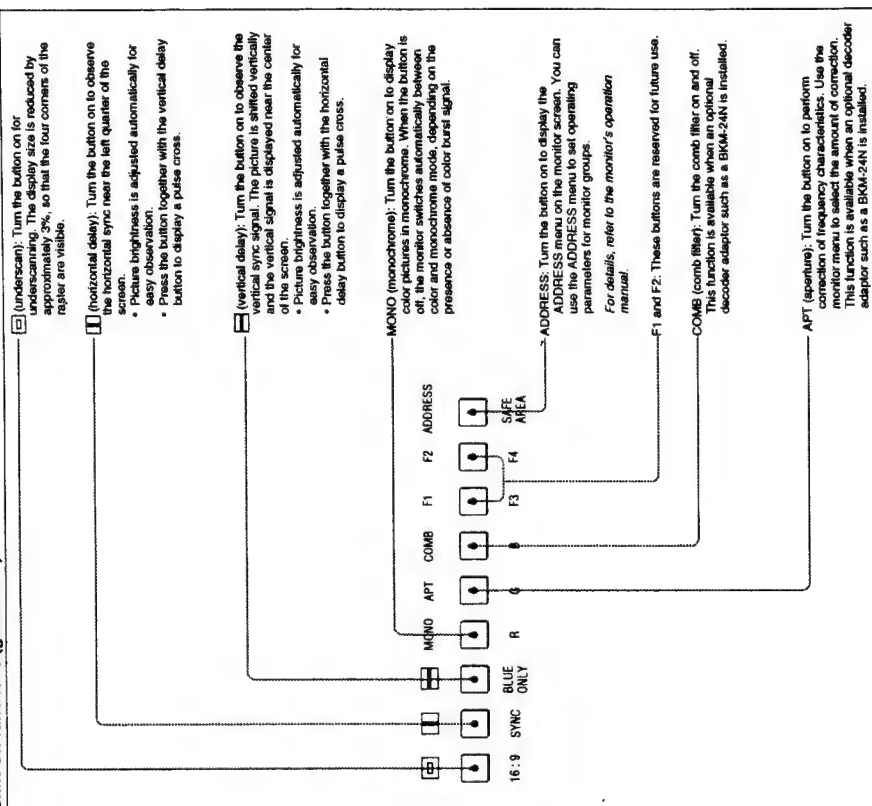 (underscan): Turn the button on for
underscanning. The display size is reduced by
approximately 3%, so that the four corners of the
raster are visible.
(horizontal delay): Turn the button on to observe
the horizontal sync near the left quarter of the
screen.
• Picture brightness is adjusted automatically for
easy observation.
• Press the button together with the vertical delay
button to display a pulse cross.
(vertical delay): Turn the button on to observe the
vertical sync signal. The picture is shifted vertically
and the vertical signal is displayed near the center
of the screen.
• Picture brightness is adjusted automatically for
easy observation.
• Press the button together with the horizontal
delay button to display a pulse cross.
MONO (monochrome): Turn the button on to display
color pictures in monochrome. When the button is
off, the monitor switches automatically between
color and monochrome mode, depending on the
presence or absence of color burst signal.
ADDRESS: Turn the button on to display the
ADDRESS menu on the monitor screen. You can
use the ADDRESS menu to set operating
parameters for monitor groups.
For details, refer to the monitor's operation
manual.
F1 and F2: These buttons are reserved for future use.
COMB (comb filter): Turn the comb filter on and off.
This function is available when an optional
decoder adaptor such as a BKM-24N is installed.
APT (aperture): Turn the button on to perform
correction of frequency characteristics. Use the
monitor menu to select the amount of correction.
This function is available when an optional decoder
adaptor such as a BKM-24N is installed.
MONO APT COMB F1 F2 ADDRESS
16:9 SYNC BLUE ONLY R G B F3 F4 SAFE AREA